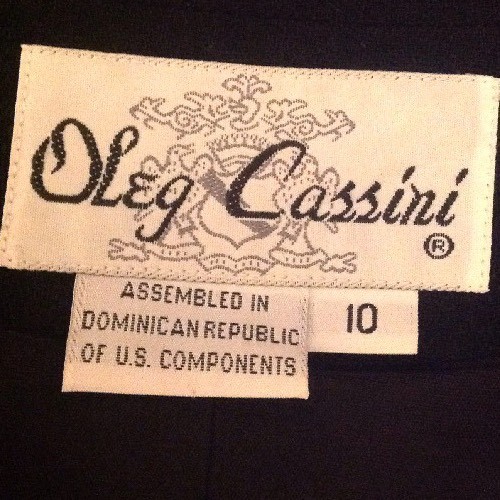 Oleg Cassini
®
ASSEMBLED IN
DOMINICAN REPUBLIC
OF U.S. COMPONENTS
10